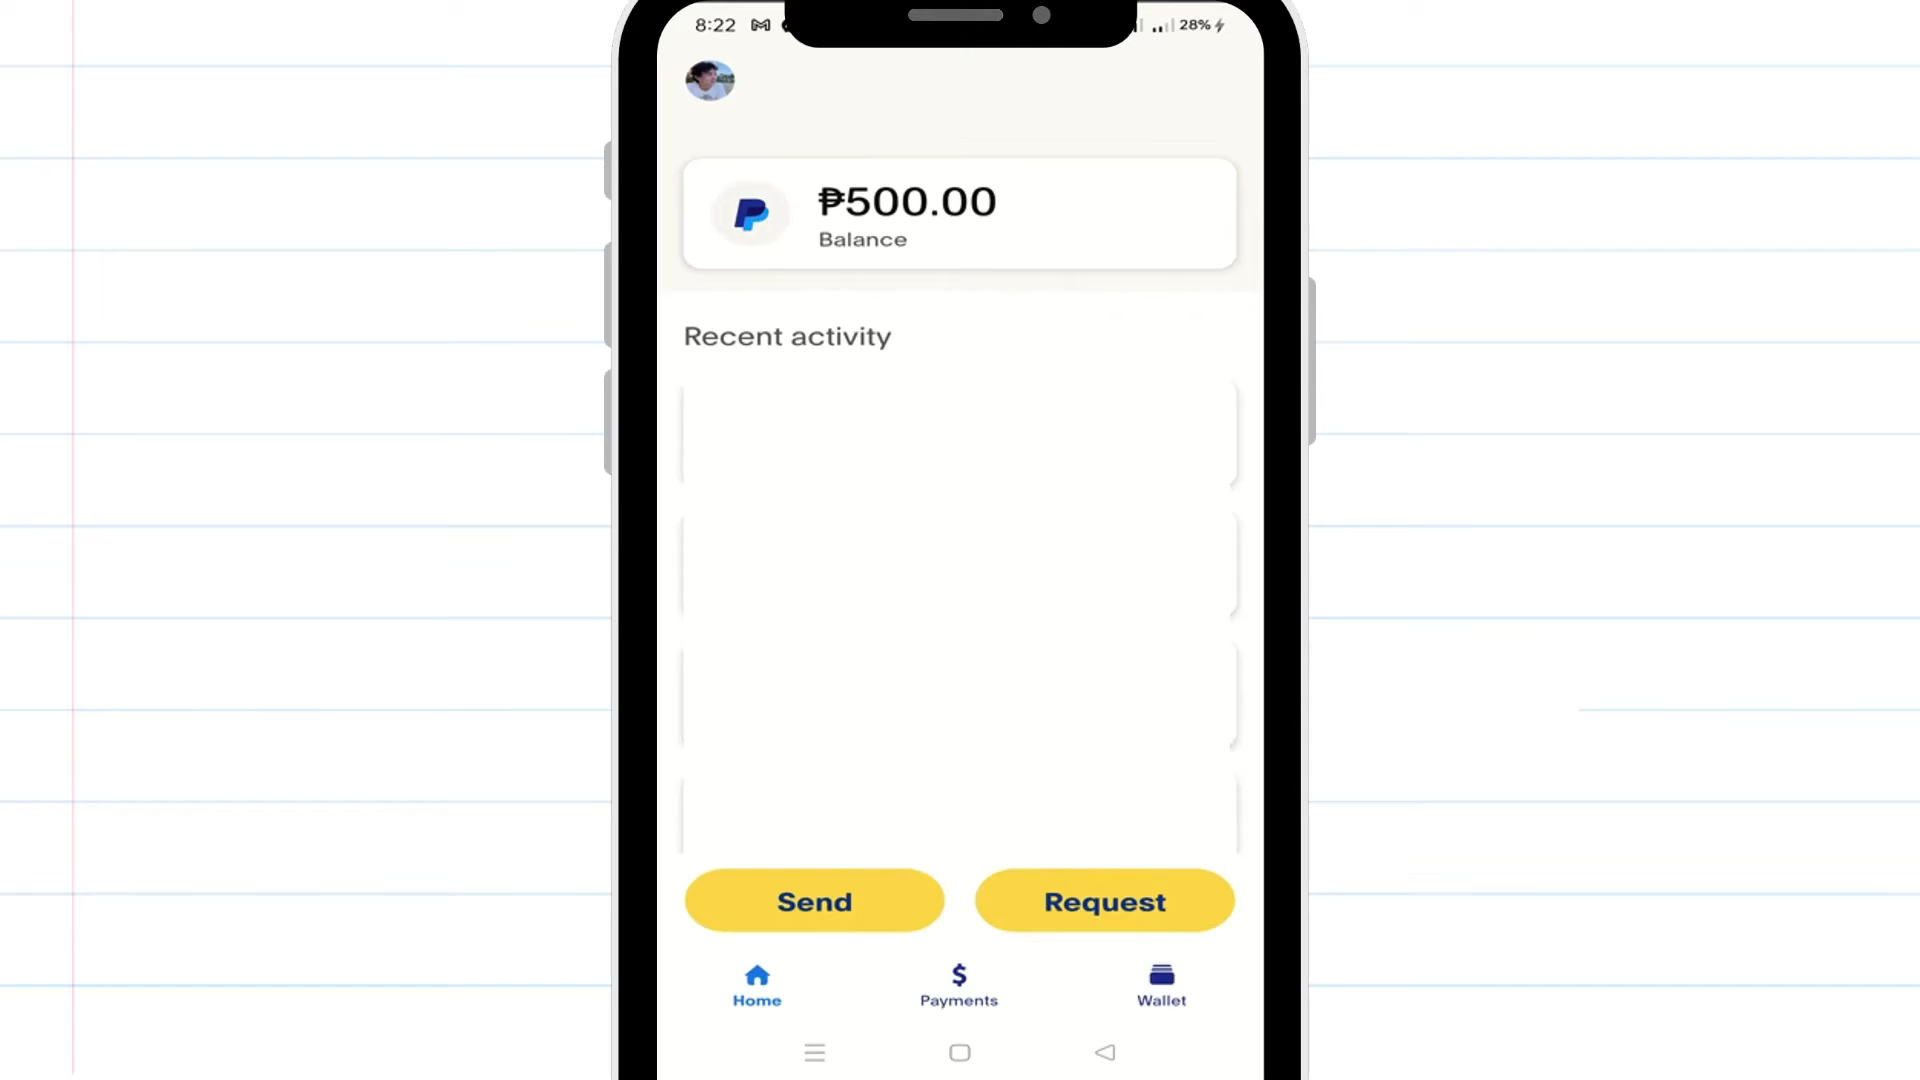 8:22 28%
₱500.00
Balance
Recent activity
Send Request
Home Payments Wallet